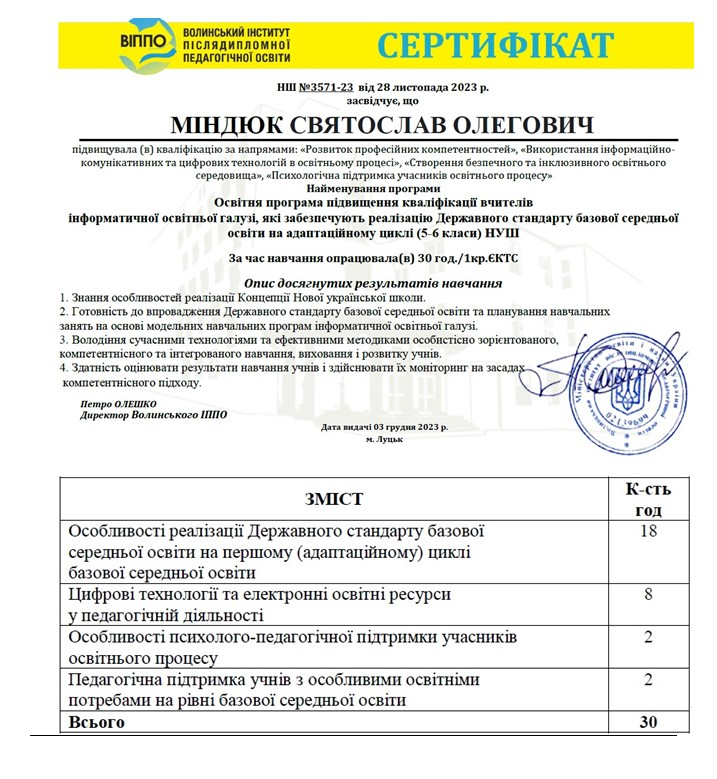 ВІППО
ВОЛИНСЬКИЙ ІНСТИТУТ
ПІСЛЯДИПЛОМНОЇ
ПЕДАГОГІЧНОЇ ОСВІТИ
СЕРТИФІКАТ
НШ №3571-23 від 28 листопада 2023 р.
засвідчує, що
МІНДЮК СВЯТОСЛАВ ОЛЕГОВИЧ
підвищувала (в) кваліфікацію за напрямами: «Розвиток професійних компетентностей», «Використання інформаційно-
комунікативних та цифрових технологій в освітньому процесі», «Створення безпечного та інклюзивного освітнього
середовища», «Психологічна підтримка учасників освітнього процесу»
Найменування програми
Освітня програма підвищення кваліфікації вчителів
інформатичної освітньої галузі, які забезпечують реалізацію Державного стандарту базової середньої
освіти на адаптаційному циклі (5-6 класи) НУШ
За час навчання опрацювала(в) 30 год./1кр.ЄКТС
Опис досягнутих результатів навчання
1. Знання особливостей реалізації Концепції Нової української школи.
2. Готовність до впровадження Державного стандарту базової середньої освіти та планування навчальних
занять на основі модельних навчальних програм інформатичної освітньої галузі.
3. Володіння сучасними технологіями та ефективними методиками особистісно зорієнтованого,
компетентнісного та інтегрованого навчання, виховання і розвитку учнів.
4. Здатність оцінювати результати навчання учнів і здійснювати їх моніторинг на засадах
компетентнісного підходу.
Петро ОЛЕШКО
Директор Волинського ІППО
Дата видачі 03 грудня 2023 р.
м. Луцьк
02139699
ЗМІСТ К-сть
год
Особливості реалізації Державного стандарту базової 18
середньої освіти на першому (адаптаційному) циклі
базової середньої освіти
Цифрові технології та електронні освітні ресурси 8
у педагогічній діяльності
Особливості психолого-педагогічної підтримки учасників 2
освітнього процесу
Педагогічна підтримка учнів з особливими освітніми 2
потребами на рівні базової середньої освіти
Всього 30